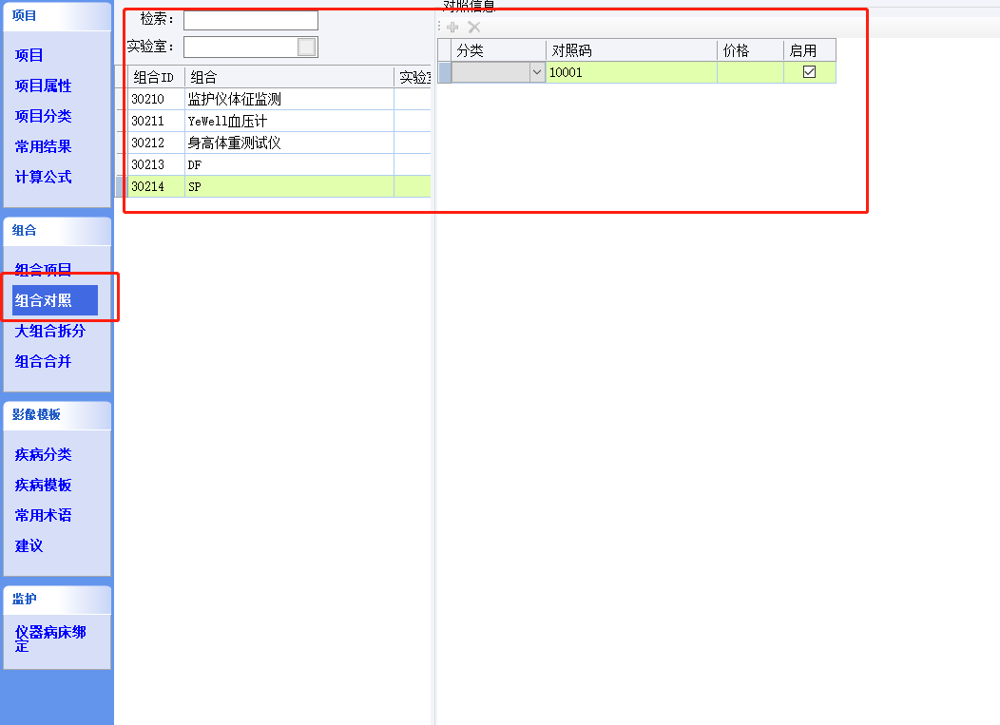 项目
项目
项目属性
项目分类
常用结果
计算公式
组合
组合项目
组合对照
大组合拆分
组合合并
影像模板
疾病分类
疾病模板
常用术语
建议
监护
仪器病床绑
定
检索:
实验室:
组合ID 组合 实验室
30210 监护仪体征监测
30211 YeWell血压计
30212 身高体重测试仪
30213 DF
30214 SP
对照信息
分类 对照码 价格 启用
10001